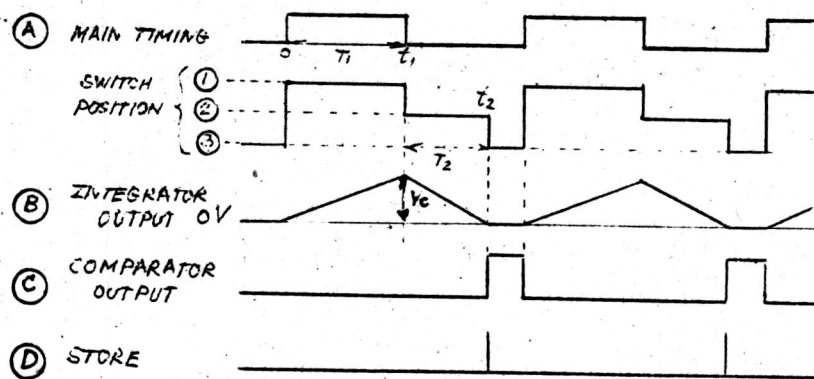 A MAIN TIMING
0 T1 t1
SWITCH POSITION
1
2
3
t2
T2
B INTEGRATOR OUTPUT 0V
Vc
C COMPARATOR OUTPUT
D STORE